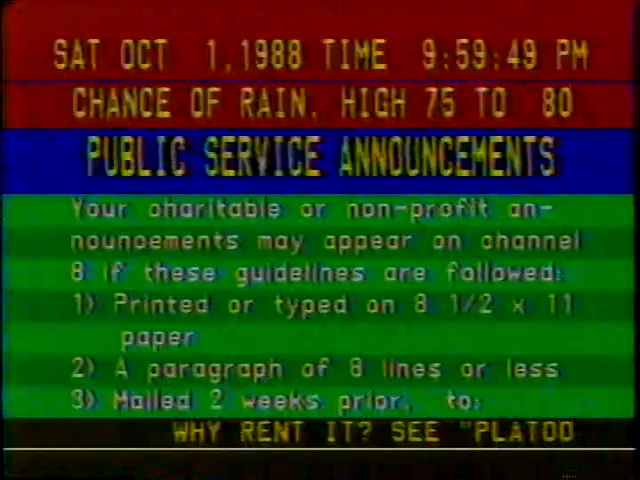 SAT OCT 1,1988 TIME 9:59:49 PM
CHANCE OF RAIN. HIGH 75 TO 80
PUBLIC SERVICE ANNOUNCEMENTS
Your charitable or non-profit an-
nouncements may appear on channel
8 if these guidelines are followed:
1) Printed or typed on 8 1/2 x 11
paper
2) A paragraph of 8 lines or less
3) Mailed 2 weeks prior, to:
WHY RENT IT? SEE "PLATOO